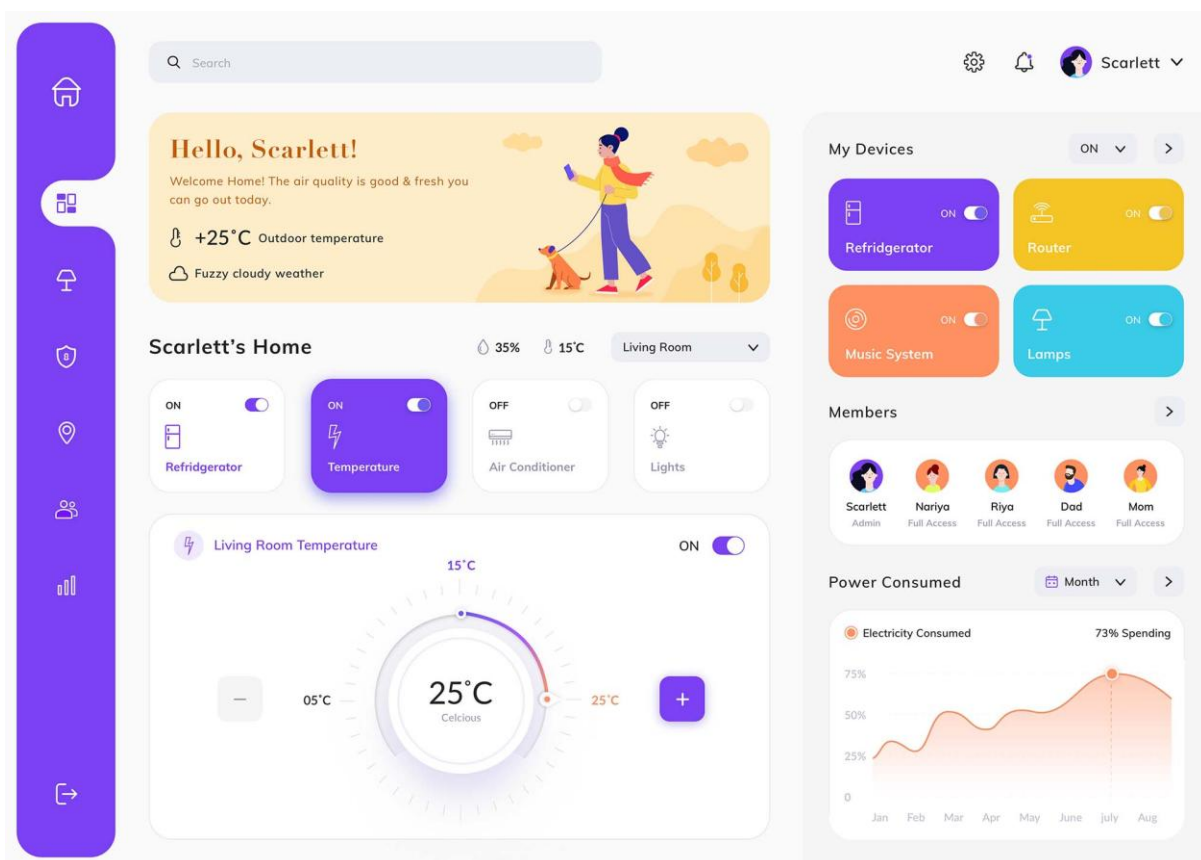 Search
Scarlett
Hello, Scarlett!
Welcome Home! The air quality is good & fresh you
can go out today.
+25°C Outdoor temperature
Fuzzy cloudy weather
Scarlett's Home
35%
15°C
Living Room
ON
Refridgerator
ON
Temperature
OFF
Air Conditioner
OFF
Lights
Living Room Temperature
ON
15°C
05°C
25°C
Celcious
25°C
My Devices
ON
ON
Refridgerator
ON
Router
ON
Music System
ON
Lamps
Members
Scarlett
Admin
Nariya
Full Access
Riya
Full Access
Dad
Full Access
Mom
Full Access
Power Consumed
Month
Electricity Consumed
73% Spending
75%
50%
25%
0
Jan Feb Mar Apr May June july Aug